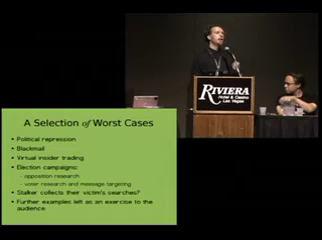 RIVIERA
Hotel & Casino
Las Vegas
A Selection of Worst Cases
• Political repression
• Blackmail
• Virtual insider trading
• Election campaigns:
- opposition research
- voter research and message targeting
• Stalker collects their victim's searches?
• Further examples left as an exercise to the
audience